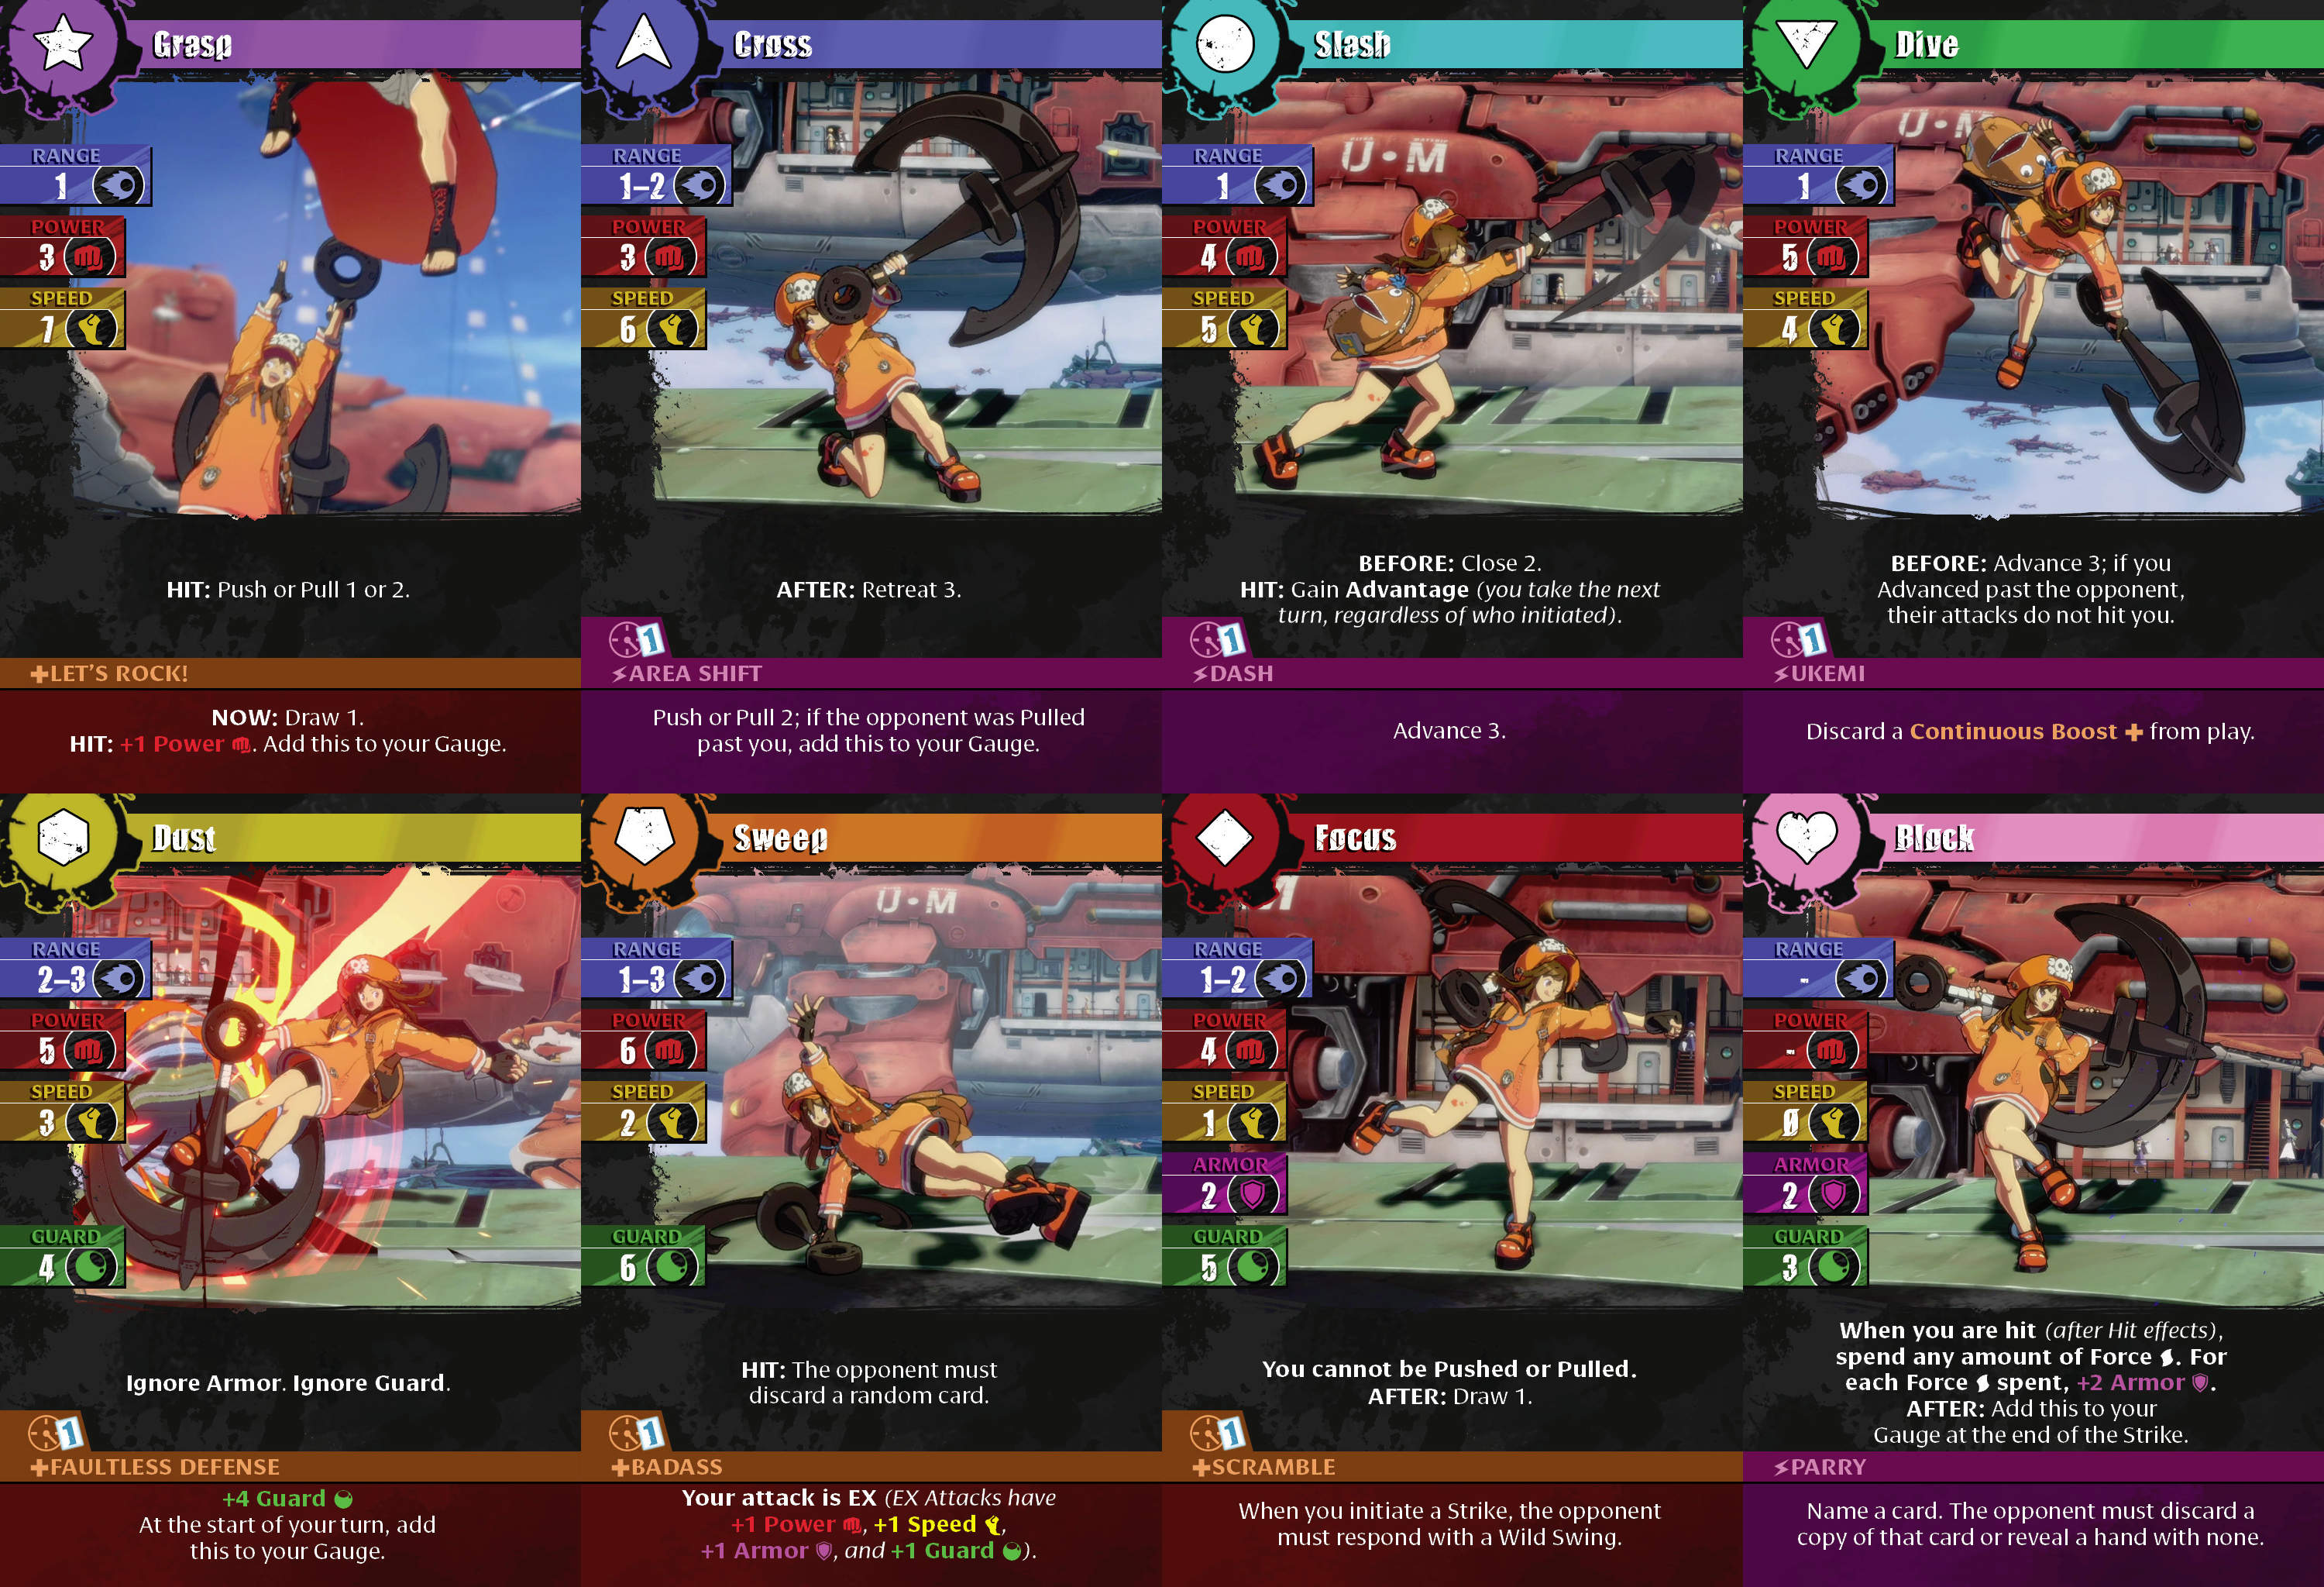 Grasp
RANGE
1
POWER
3
SPEED
7
HIT: Push or Pull 1 or 2.
LET'S ROCK!
NOW: Draw 1.
HIT: +1 Power. Add this to your Gauge.
Cross
RANGE
1–2
POWER
3
SPEED
6
AFTER: Retreat 3.
1
AREA SHIFT
Push or Pull 2; if the opponent was Pulled
past you, add this to your Gauge.
Slash
U·M
RANGE
1
POWER
4
SPEED
5
BEFORE: Close 2.
HIT: Gain Advantage (you take the next
turn, regardless of who initiated).
1
DASH
Advance 3.
Dive
U·M
RANGE
1
POWER
5
SPEED
4
BEFORE: Advance 3; if you
Advanced past the opponent,
their attacks do not hit you.
1
UKEMI
Discard a Continuous Boost + from play.
Dust
RANGE
2–3
POWER
5
SPEED
3
GUARD
4
Ignore Armor. Ignore Guard.
1
FAULTLESS DEFENSE
+4 Guard
At the start of your turn, add
this to your Gauge.
Sweep
U·M
RANGE
1–3
POWER
6
SPEED
2
GUARD
6
HIT: The opponent must
discard a random card.
1
BADASS
Your attack is EX (EX Attacks have
+1 Power, +1 Speed,
+1 Armor, and +1 Guard).
Focus
RANGE
1–2
POWER
4
SPEED
1
ARMOR
2
GUARD
5
You cannot be Pushed or Pulled.
AFTER: Draw 1.
1
SCRAMBLE
When you initiate a Strike, the opponent
must respond with a Wild Swing.
Block
RANGE
-
POWER
-
SPEED
0
ARMOR
2
GUARD
3
When you are hit (after Hit effects),
spend any amount of Force. For
each Force spent, +2 Armor.
AFTER: Add this to your
Gauge at the end of the Strike.
PARRY
Name a card. The opponent must discard a
copy of that card or reveal a hand with none.